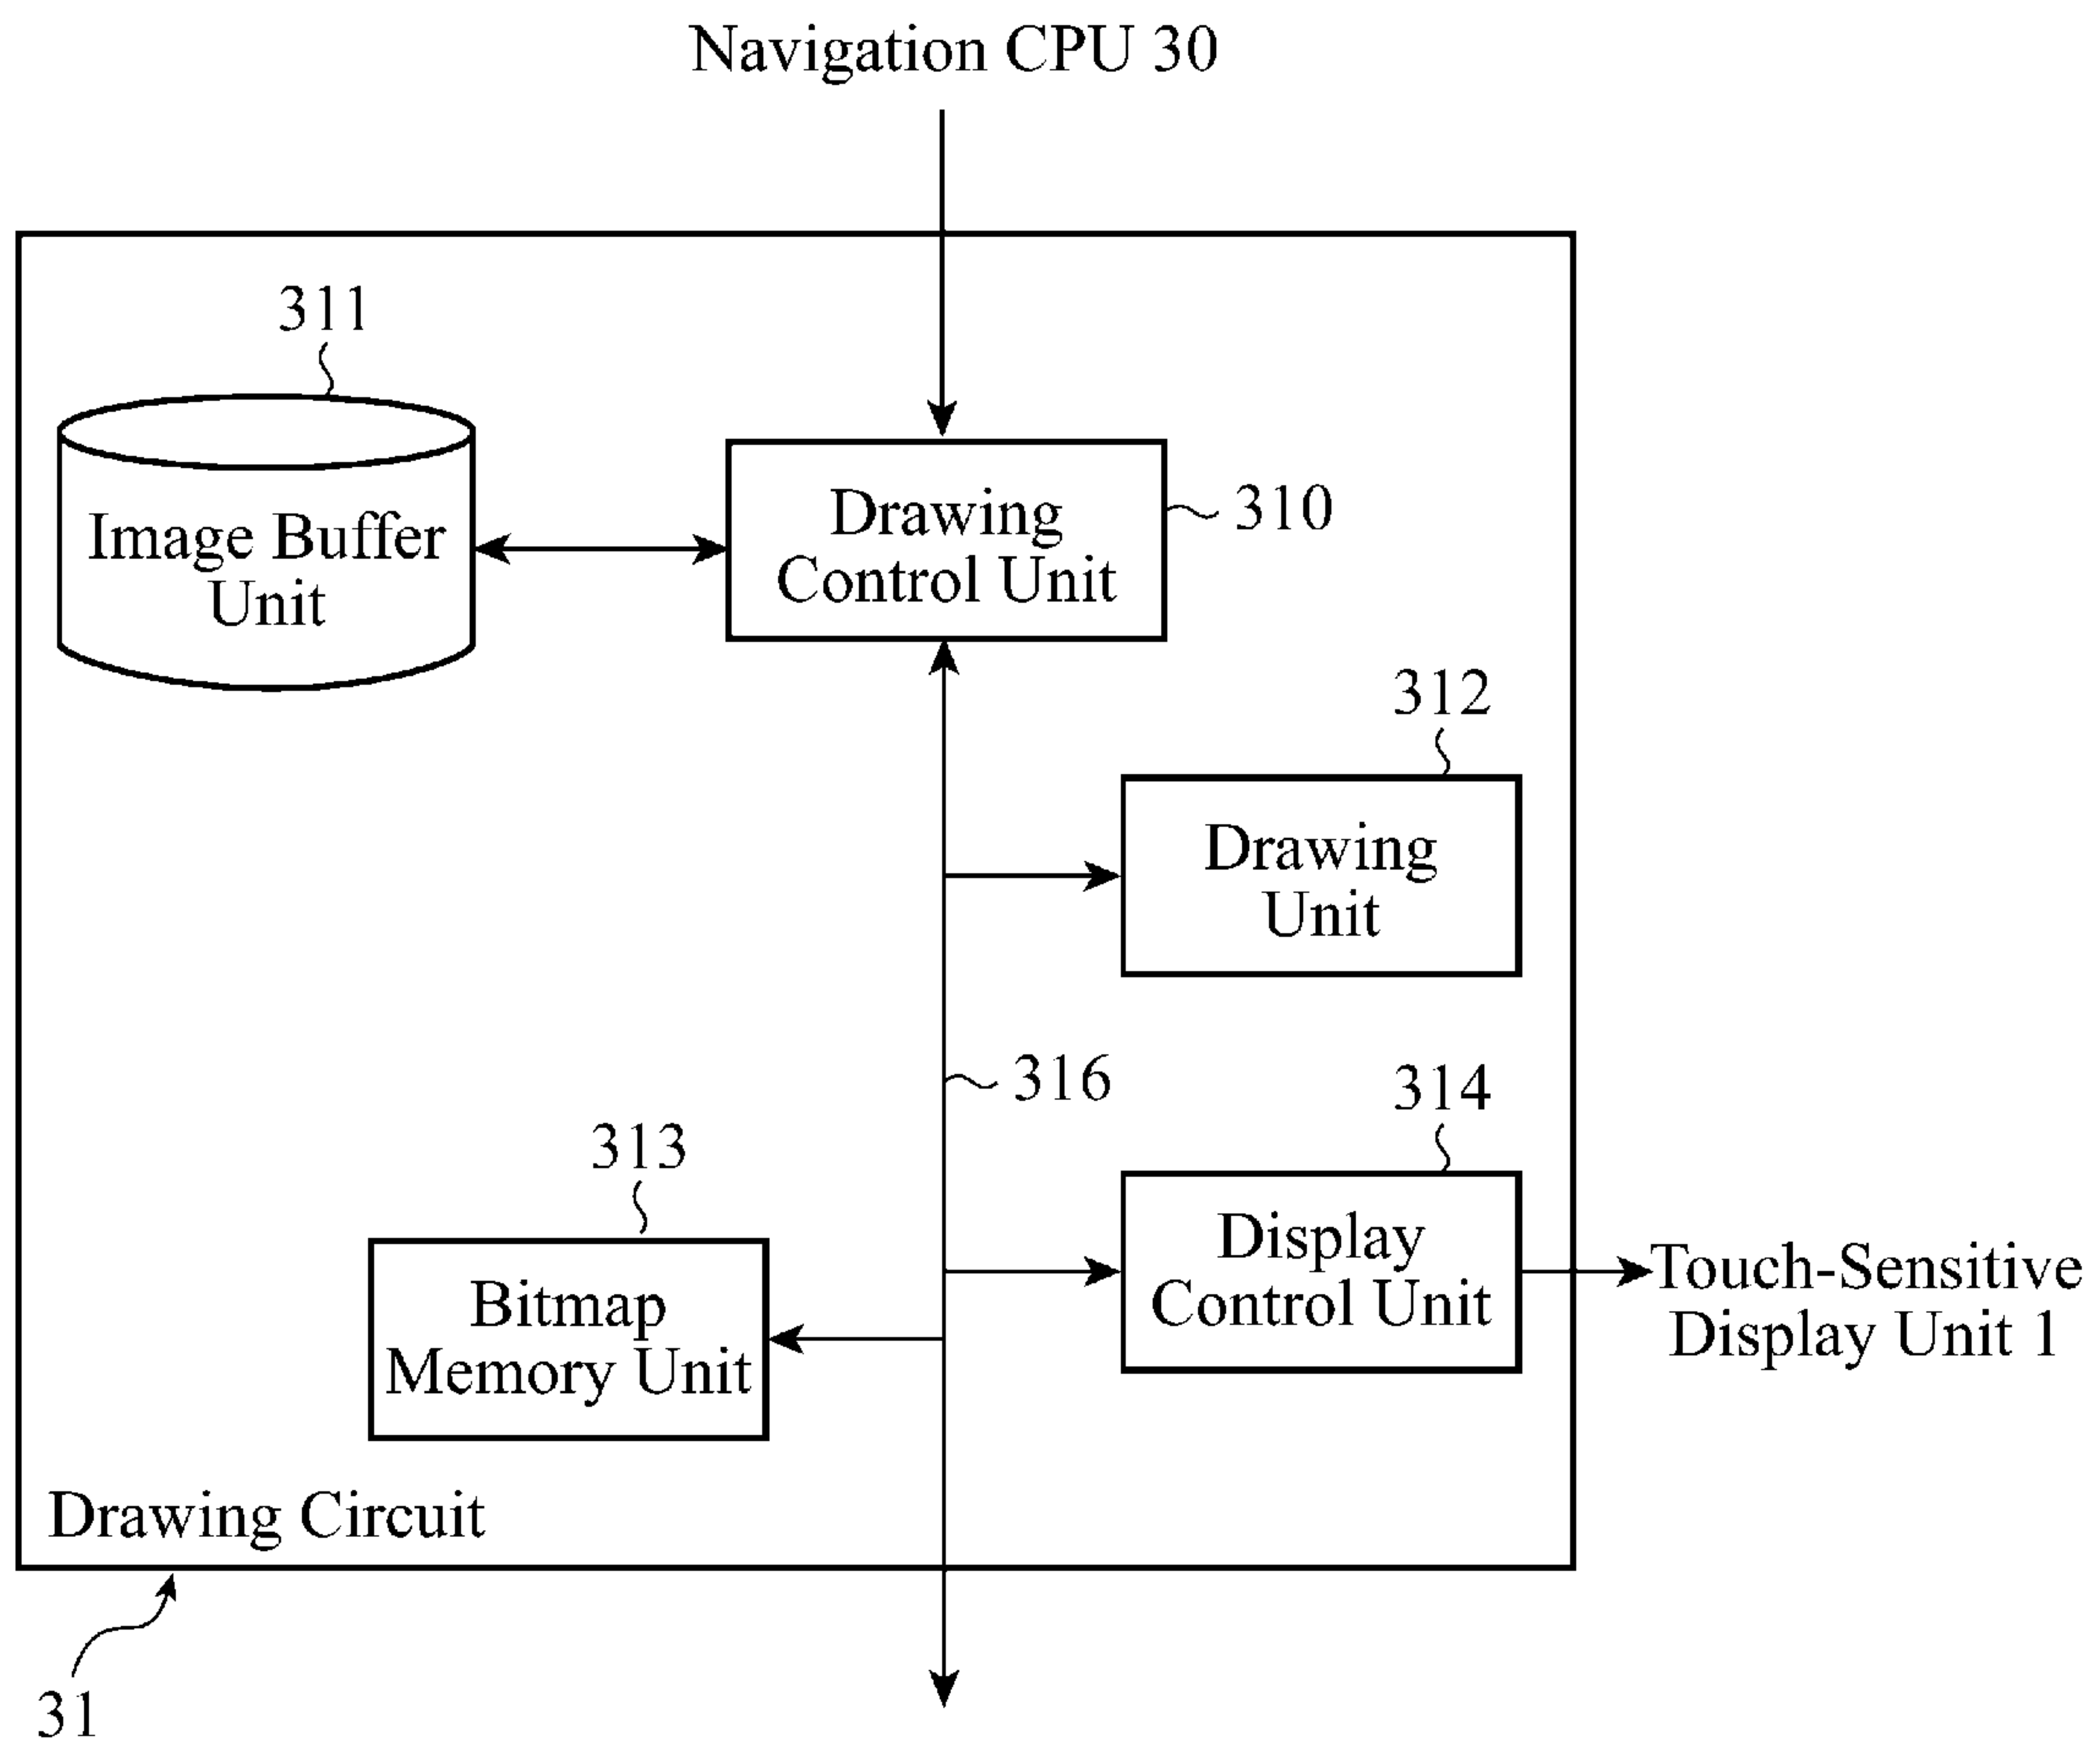 Navigation CPU 30
311
Image Buffer
Unit
Drawing
Control Unit
310
312
Drawing
Unit
316
314
313
Display
Control Unit
Touch-Sensitive
Display Unit 1
Bitmap
Memory Unit
Drawing Circuit
31